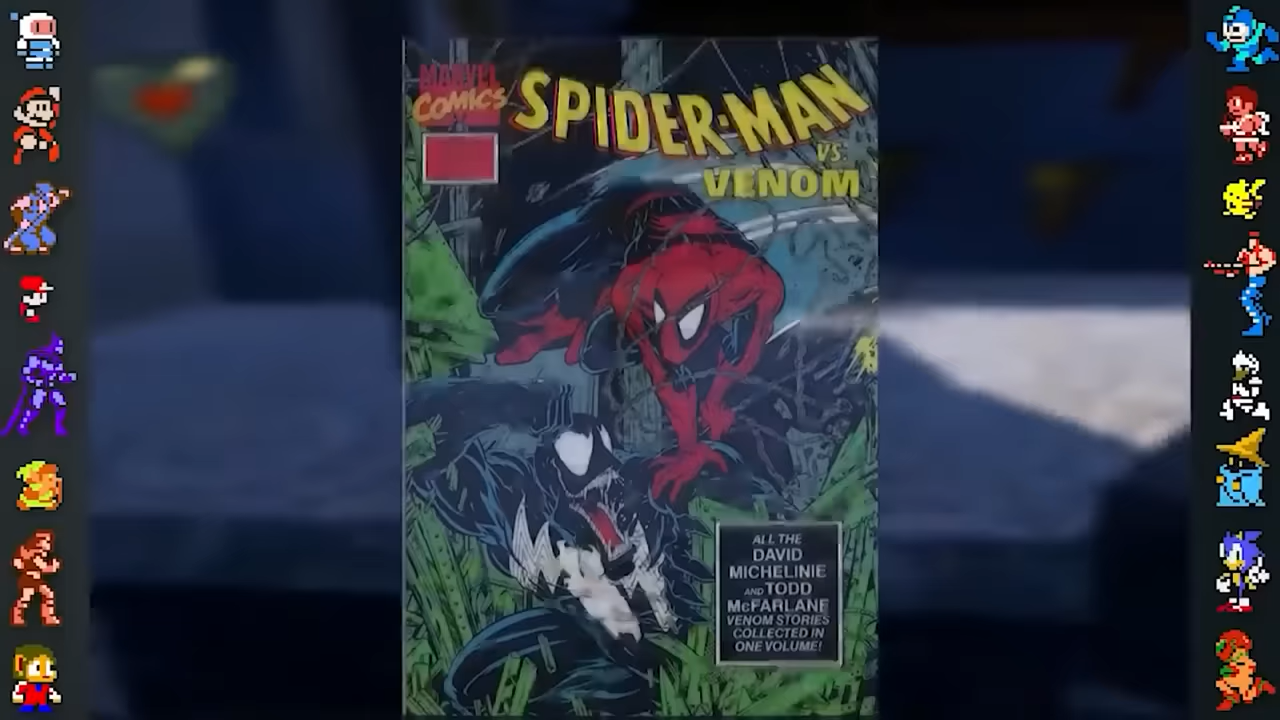 MARVEL
COMICS
SPIDER-MAN
VS.
VENOM
ALL THE
DAVID
MICHELINIE
AND TODD
McFARLANE
VENOM STORIES
COLLECTED IN
ONE VOLUME!